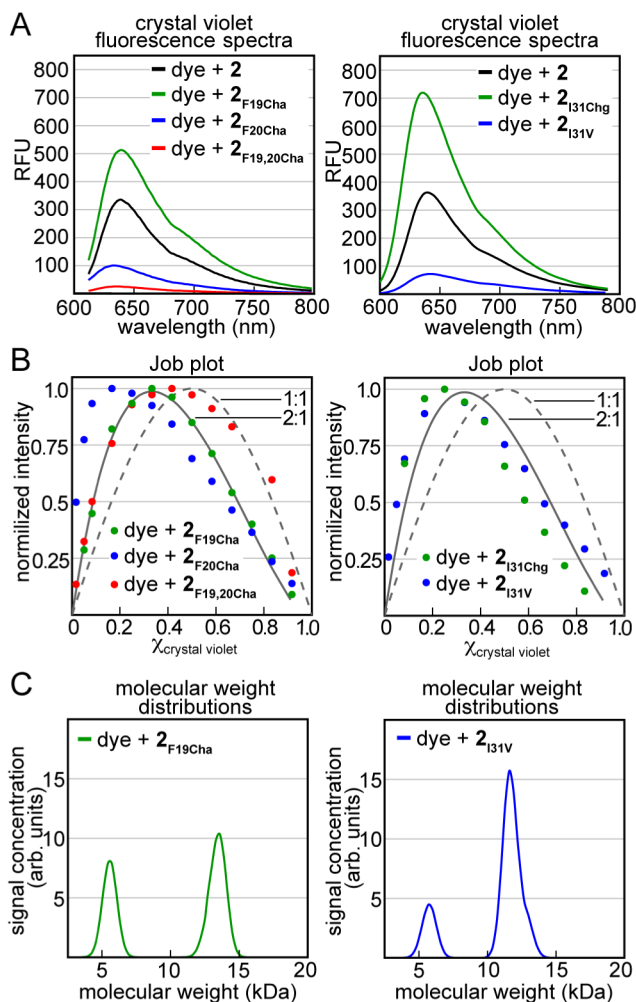 A
crystal violet
fluorescence spectra
crystal violet
fluorescence spectra
800
700
600
500
400
300
200
100
RFU
dye + 2
dye + 2F19Cha
dye + 2F20Cha
dye + 2F19,20Cha
600
650
700
750
800
wavelength (nm)
800
700
600
500
400
300
200
100
RFU
dye + 2
dye + 2I31Chg
dye + 2I31V
600
650
700
750
800
wavelength (nm)
B
Job plot
Job plot
1.0
0.75
0.5
0.25
normilized intensity
1:1
2:1
dye + 2F19Cha
dye + 2F20Cha
dye + 2F19,20Cha
0
0.2
0.4
0.6
0.8
1.0
χcrystal violet
1.0
0.75
0.5
0.25
normilized intensity
1:1
2:1
dye + 2I31Chg
dye + 2I31V
0
0.2
0.4
0.6
0.8
1.0
χcrystal violet
C
molecular weight
distributions
molecular weight
distributions
dye + 2F19Cha
15
10
5
signal concentration
(arb. units)
5
10
15
20
molecular weight (kDa)
dye + 2I31V
15
10
5
signal concentration
(arb. units)
5
10
15
20
molecular weight (kDa)